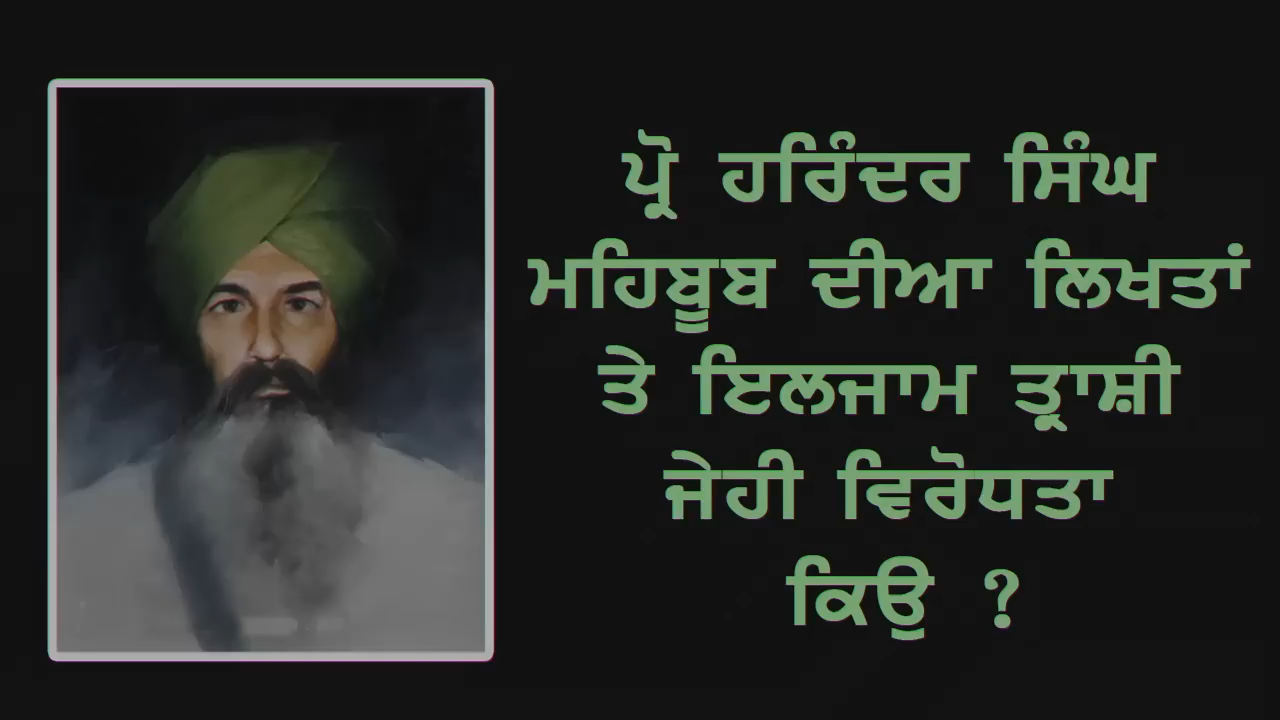 ਪ੍ਰੋ ਹਰਿੰਦਰ ਸਿੰਘ
ਮਹਿਬੂਬ ਦੀਆ ਲਿਖਤਾਂ
ਤੇ ਇਲਜਾਮ ਤ੍ਰਾਸ਼ੀ
ਜੇਹੀ ਵਿਰੋਧਤਾ
ਕਿਉ ?